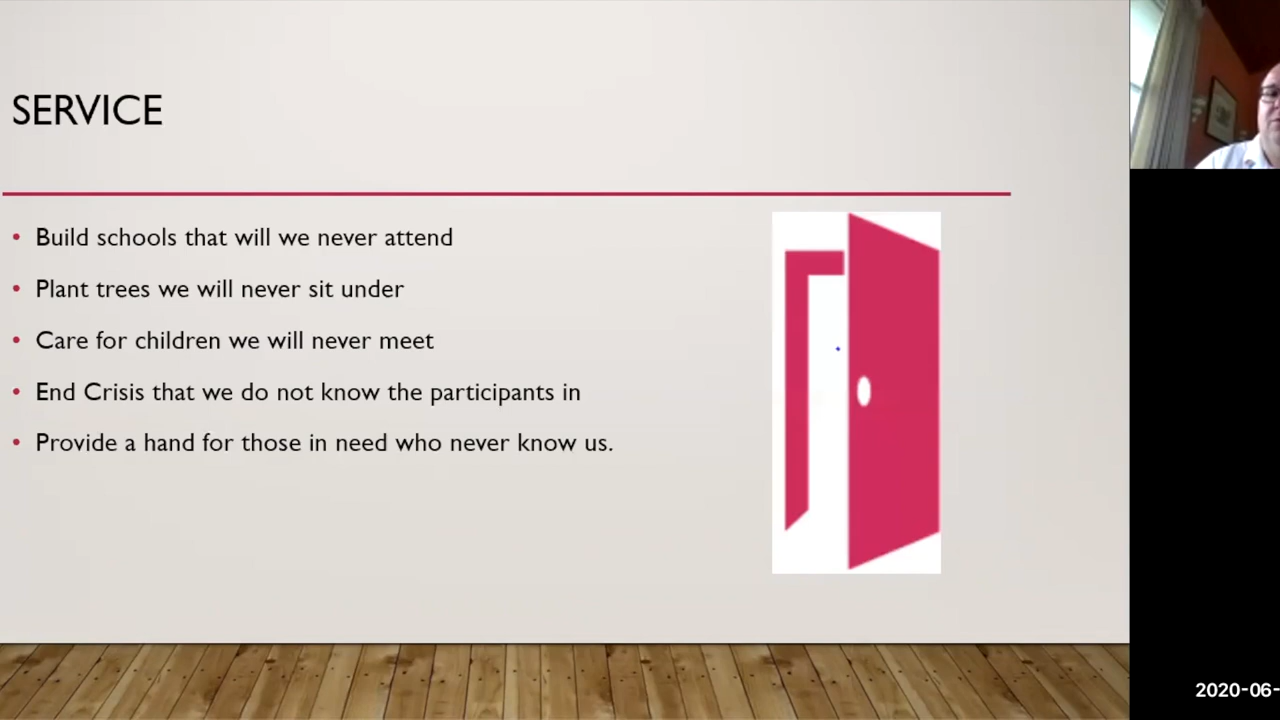 SERVICE
• Build schools that will we never attend
• Plant trees we will never sit under
• Care for children we will never meet
• End Crisis that we do not know the participants in
• Provide a hand for those in need who never know us.
2020-06-